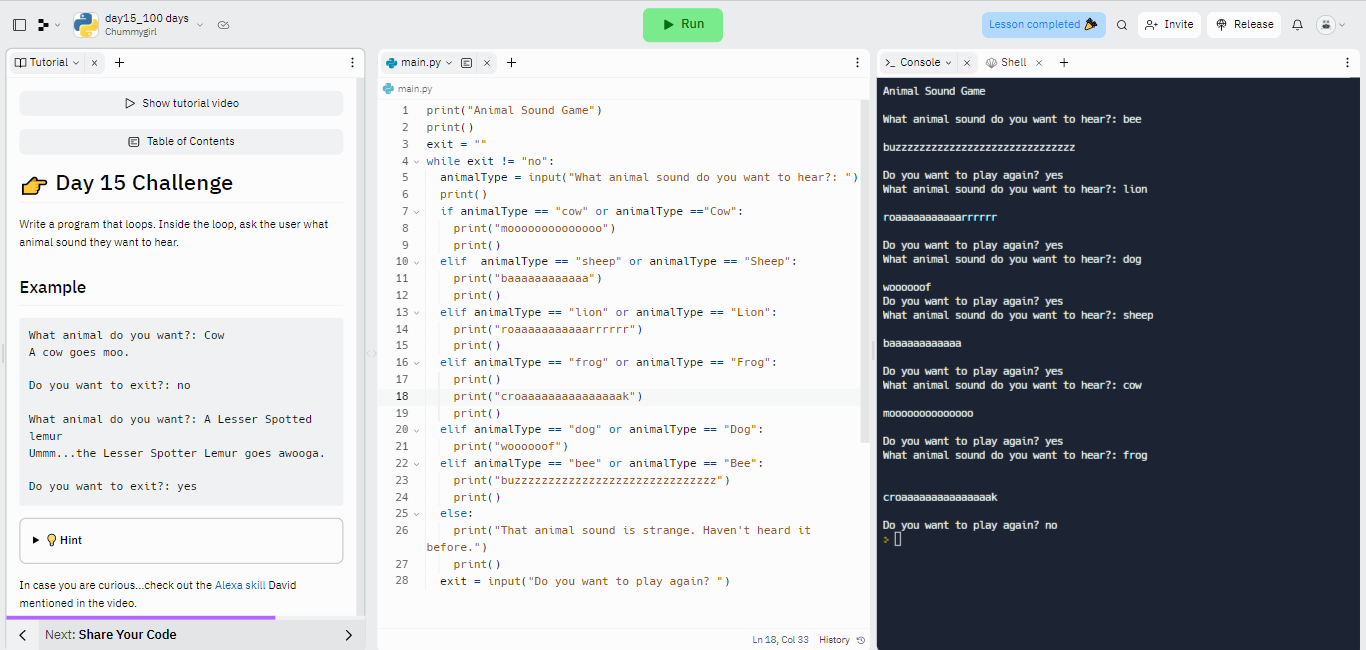 day15_100 days
Chummygirl
Run
Lesson completed
Invite
Release
Tutorial
Show tutorial video
Table of Contents
👉 Day 15 Challenge
Write a program that loops. Inside the loop, ask the user what
animal sound they want to hear.
Example
What animal do you want?: Cow
A cow goes moo.
Do you want to exit?: no
What animal do you want?: A Lesser Spotted
lemur
Ummm...the Lesser Spotter Lemur goes awooga.
Do you want to exit?: yes
💡 Hint
In case you are curious...check out the Alexa skill David
mentioned in the video.
Next: Share Your Code
main.py
main.py
1 print("Animal Sound Game")
2 print()
3 exit = ""
4 while exit != "no":
5   animalType = input("What animal sound do you want to hear?: ")
6   print()
7   if animalType == "cow" or animalType =="Cow":
8     print("moooooooooooooo")
9     print()
10   elif  animalType == "sheep" or animalType == "Sheep":
11     print("baaaaaaaaaaaa")
12     print()
13   elif animalType == "lion" or animalType == "Lion":
14     print("roaaaaaaaaaaarrrrrr")
15     print()
16   elif animalType == "frog" or animalType == "Frog":
17     print()
18     print("croaaaaaaaaaaaaaaak")
19     print()
20   elif animalType == "dog" or animalType == "Dog":
21     print("woooooof")
22   elif animalType == "bee" or animalType == "Bee":
23     print("buzzzzzzzzzzzzzzzzzzzzzzzzzzzzzz")
24     print()
25   else:
26     print("That animal sound is strange. Haven't heard it
before.")
27     print()
28   exit = input("Do you want to play again? ")
Ln 18, Col 33 History
Console
Shell
Animal Sound Game
What animal sound do you want to hear?: bee
buzzzzzzzzzzzzzzzzzzzzzzzzzzzzzz
Do you want to play again? yes
What animal sound do you want to hear?: lion
roaaaaaaaaaaarrrrrr
Do you want to play again? yes
What animal sound do you want to hear?: dog
woooooof
Do you want to play again? yes
What animal sound do you want to hear?: sheep
baaaaaaaaaaaa
Do you want to play again? yes
What animal sound do you want to hear?: cow
moooooooooooooo
Do you want to play again? yes
What animal sound do you want to hear?: frog
croaaaaaaaaaaaaaaak
Do you want to play again? no
>